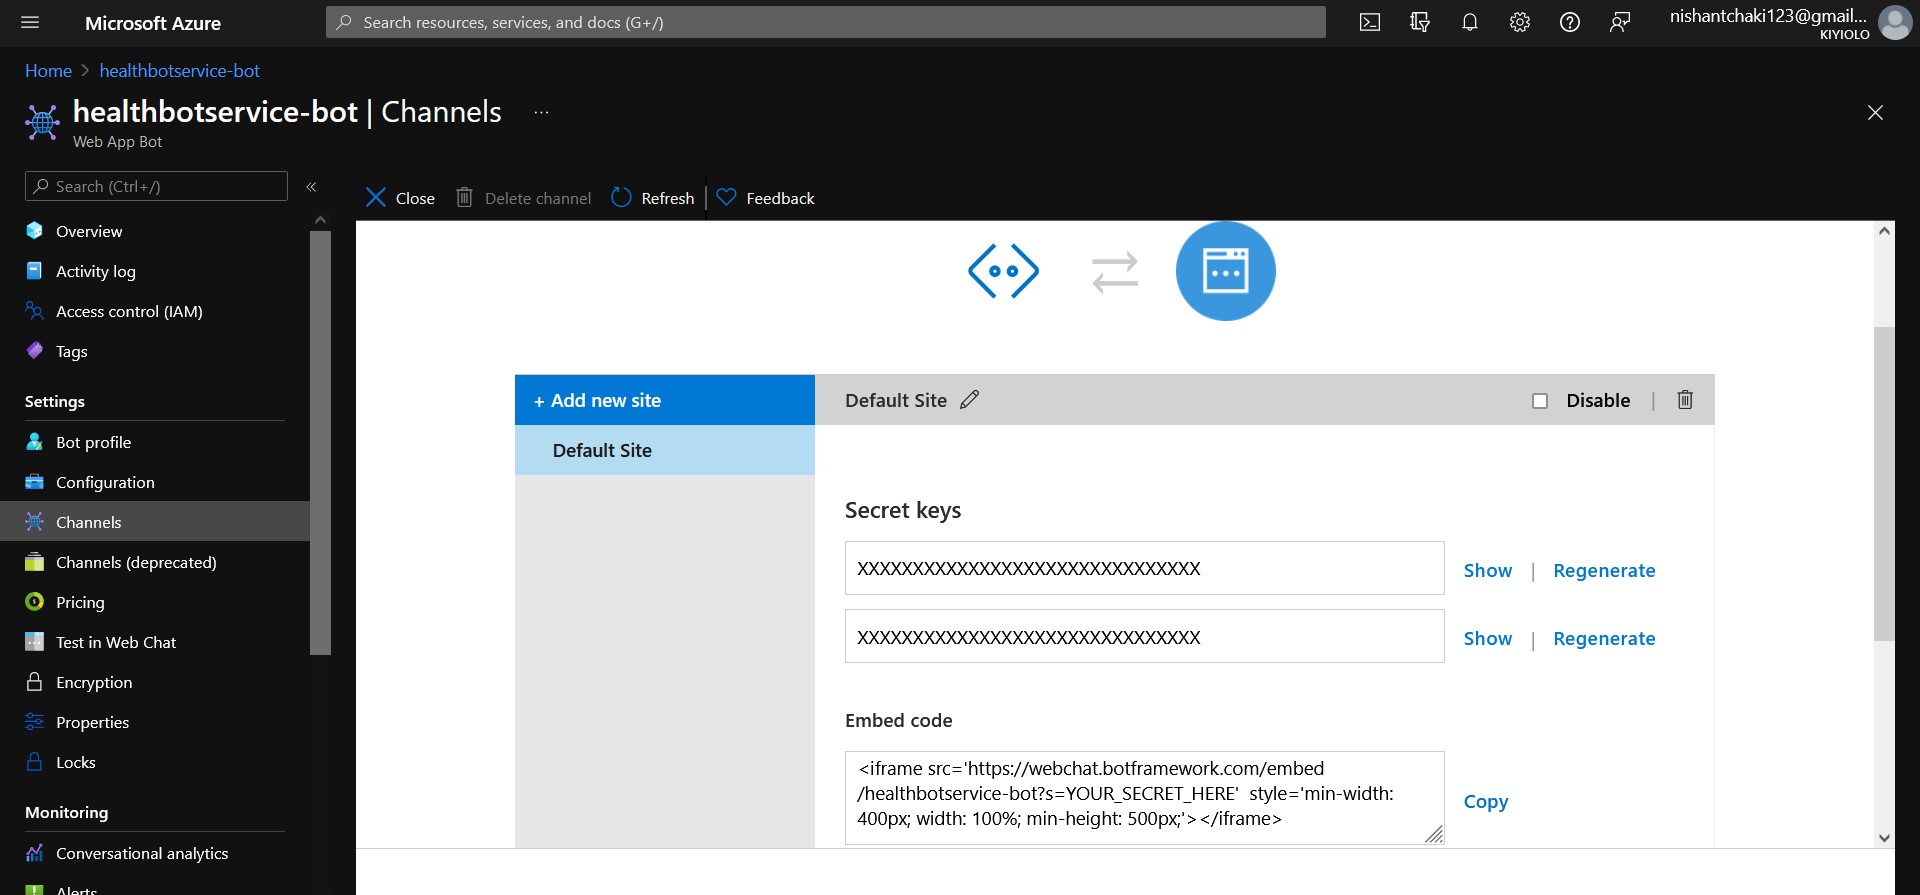 Microsoft Azure
Search resources, services, and docs (G+/)
nishantchaki123@gmail...
KIYIOLO
Home > healthbotservice-bot
healthbotservice-bot | Channels ...
Web App Bot
Search (Ctrl+/)
«
Close
Delete channel
Refresh
Feedback
Overview
Activity log
Access control (IAM)
Tags
Settings
Bot profile
Configuration
Channels
Channels (deprecated)
Pricing
Test in Web Chat
Encryption
Properties
Locks
Monitoring
Conversational analytics
Alerts
+ Add new site
Default Site
Default Site
Disable |
Secret keys
XXXXXXXXXXXXXXXXXXXXXXXXXXXXXXX
Show | Regenerate
XXXXXXXXXXXXXXXXXXXXXXXXXXXXXXX
Show | Regenerate
Embed code
<iframe src='https://webchat.botframework.com/embed
/healthbotservice-bot?s=YOUR_SECRET_HERE'  style='min-width:
400px; width: 100%; min-height: 500px;'></iframe>
Copy